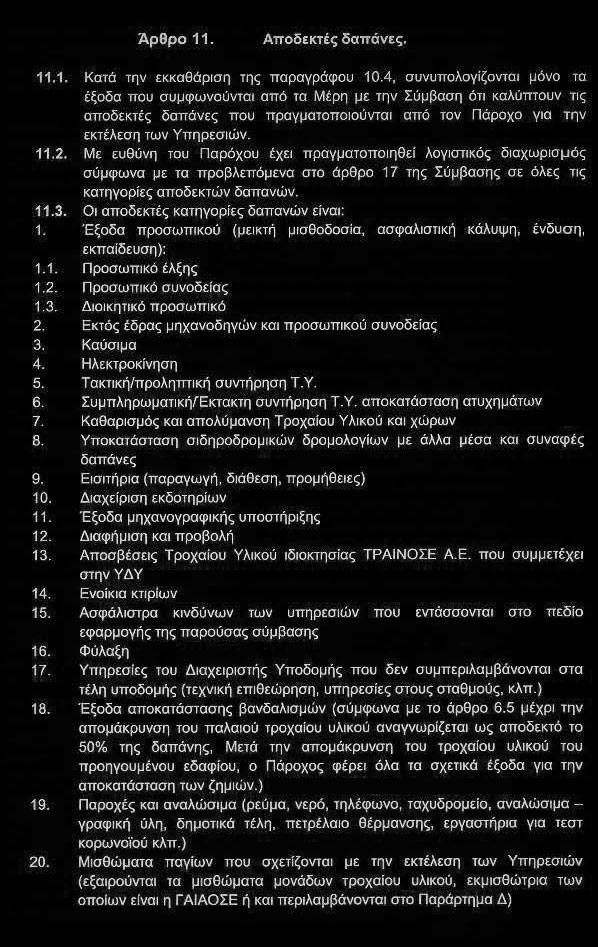 Άρθρο 11. Αποδεκτές δαπάνες.
11.1. Κατά την εκκαθάριση της παραγράφου 10.4, συνυπολογίζονται μόνο τα
έξοδα που συμφωνούνται από τα Μέρη με την Σύμβαση ότι καλύπτουν τις
αποδεκτές δαπάνες που πραγματοποιούνται από τον Πάροχο για την
εκτέλεση των Υπηρεσιών.
11.2. Με ευθύνη του Παρόχου έχει πραγματοποιηθεί λογιστικός διαχωρισμός
σύμφωνα με τα προβλεπόμενα στο άρθρο 17 της Σύμβασης σε όλες τις
κατηγορίες αποδεκτών δαπανών.
11.3. Οι αποδεκτές κατηγορίες δαπανών είναι:
1. Έξοδα προσωπικού (μεικτή μισθοδοσία, ασφαλιστική κάλυψη, ένδυση,
εκπαίδευση):
1.1. Προσωπικό έλξης
1.2. Προσωπικό συνοδείας
1.3. Διοικητικό προσωπικό
2. Εκτός έδρας μηχανοδηγών και προσωπικού συνοδείας
3. Καύσιμα
4. Ηλεκτροκίνηση
5. Τακτική/προληπτική συντήρηση Τ.Υ.
6. Συμπληρωματική/Έκτακτη συντήρηση Τ.Υ. αποκατάσταση ατυχημάτων
7. Καθαρισμός και απολύμανση Τροχαίου Υλικού και χώρων
8. Υποκατάσταση σιδηροδρομικών δρομολογίων με άλλα μέσα και συναφές
δαπάνες
9. Εισιτήρια (παραγωγή, διάθεση, προμήθειες)
10. Διαχείριση εκδοτηρίων
11. Έξοδα μηχανογραφικής υποστήριξης
12. Διαφήμιση και προβολή
13. Αποσβέσεις Τροχαίου Υλικού ιδιοκτησίας ΤΡΑΙΝΟΣΕ Α.Ε. που συμμετέχει
στην ΥΔΥ
14. Ενοίκια κτιρίων
15. Ασφάλιστρα κινδύνων των υπηρεσιών που εντάσσονται στο πεδίο
εφαρμογής της παρούσας σύμβασης
16. Φύλαξη
17. Υπηρεσίες του Διαχειριστής Υποδομής που δεν συμπεριλαμβάνονται στα
τέλη υποδομής (τεχνική επιθεώρηση, υπηρεσίες στους σταθμούς, κλπ.)
18. Έξοδα αποκατάστασης βανδαλισμών (σύμφωνα με το άρθρο 6.5 μέχρι την
απομάκρυνση του παλαιού τροχαίου υλικού αναγνωρίζεται ως αποδεκτό το
50% της δαπάνης, Μετά την απομάκρυνση του τροχαίου υλικού του
προηγουμένου εδαφίου, ο Πάροχος φέρει όλα τα σχετικά έξοδα για την
αποκατάσταση των ζημιών.)
19. Παροχές και αναλώσιμα (ρεύμα, νερό, τηλέφωνο, ταχυδρομείο, αναλώσιμα –
γραφική ύλη, δημοτικά τέλη, πετρέλαιο θέρμανσης, εργαστήρια για τεστ
κορωνοϊού κλπ.)
20. Μισθώματα παγίων που σχετίζονται με την εκτέλεση των Υπηρεσιών
(εξαιρούνται τα μισθώματα μονάδων τροχαίου υλικού, εκμισθώτρια των
οποίων είναι η ΓΑΙΑΟΣΕ ή και περιλαμβάνονται στο Παράρτημα Δ)